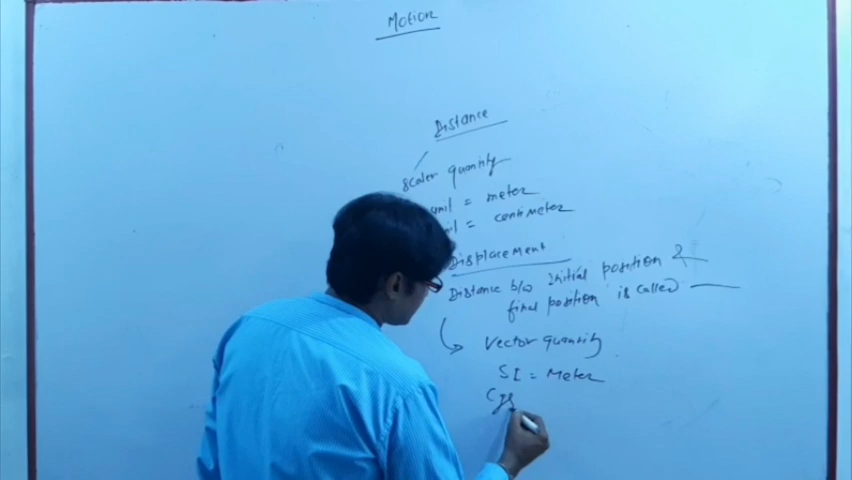 Motion
Distance
scaler quantity
unit = meter
= centimeter
Displacement
Distance b/w initial position &
final position is called
Vector quantity
SI = Meter
CGS